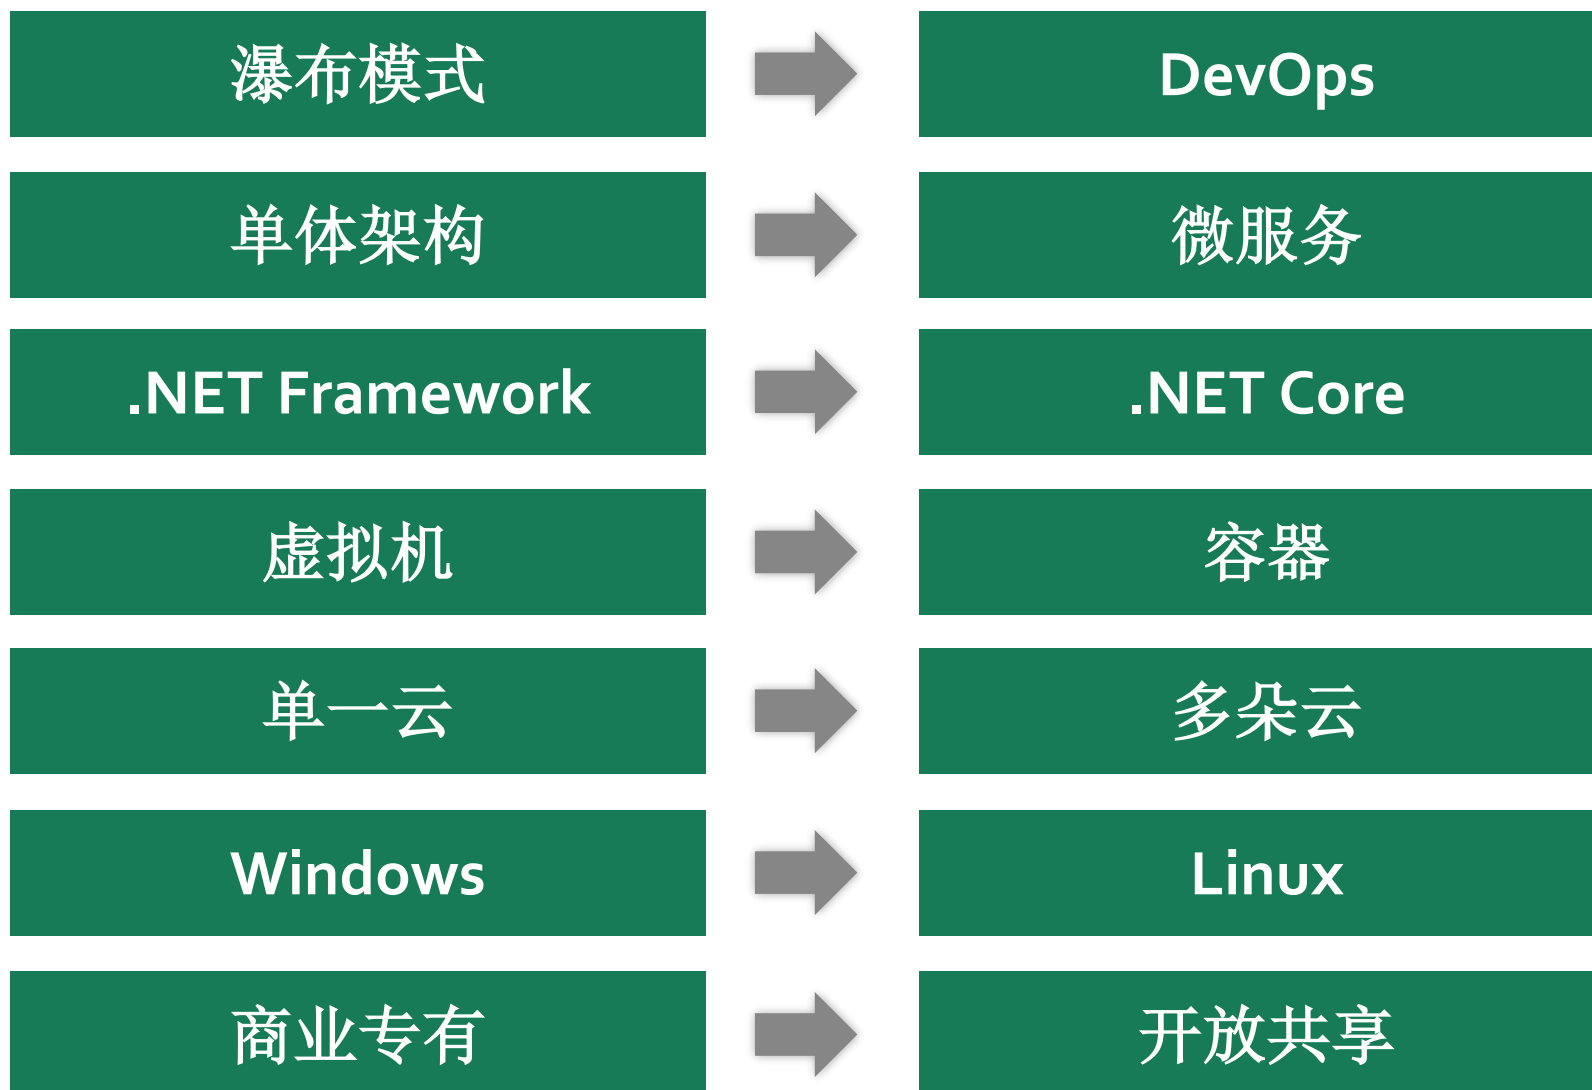 瀑布模式
DevOps
单体架构
微服务
.NET Framework
.NET Core
虚拟机
容器
单一云
多朵云
Windows
Linux
商业专有
开放共享